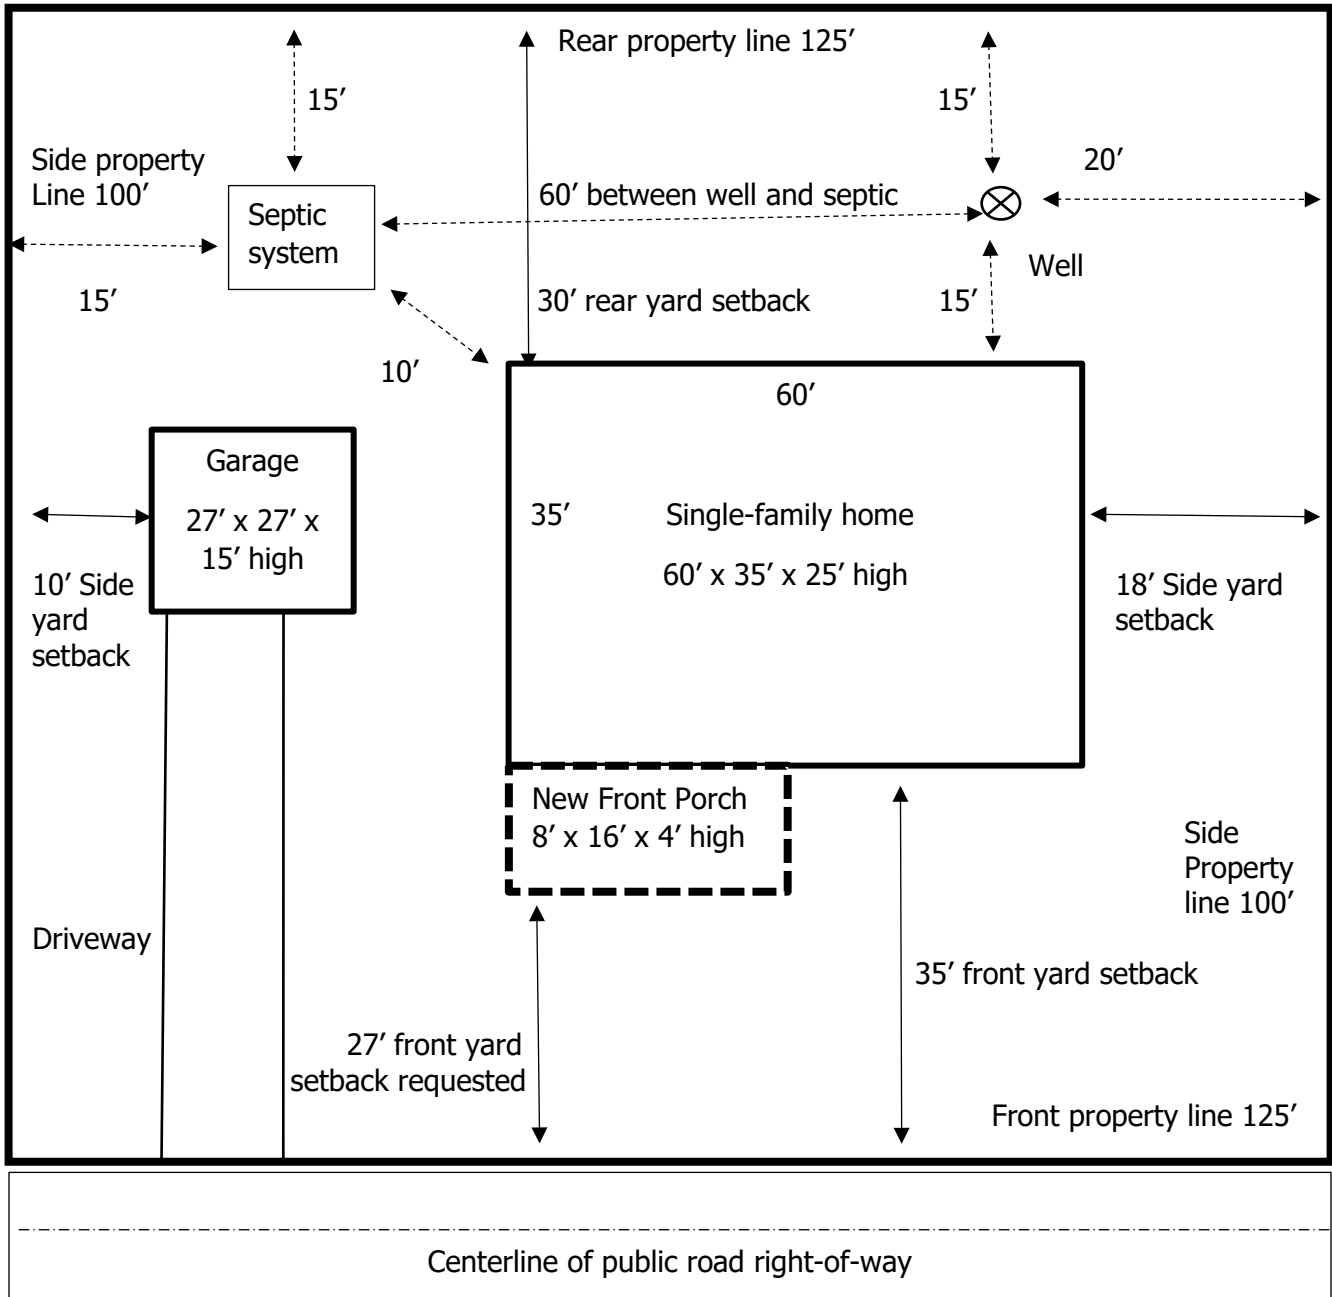 Rear property line 125′
15′
15′
Side property
Line 100′
20′
60′ between well and septic
Septic
system
Well
15′
30′ rear yard setback
15′
10′
60′
Garage
27′ x 27′ x
15′ high
35′
Single-family home
60′ x 35′ x 25′ high
10′ Side
yard
setback
18′ Side yard
setback
New Front Porch
8′ x 16′ x 4′ high
Side
Property
line 100′
Driveway
35′ front yard setback
27′ front yard
setback requested
Front property line 125′
Centerline of public road right-of-way